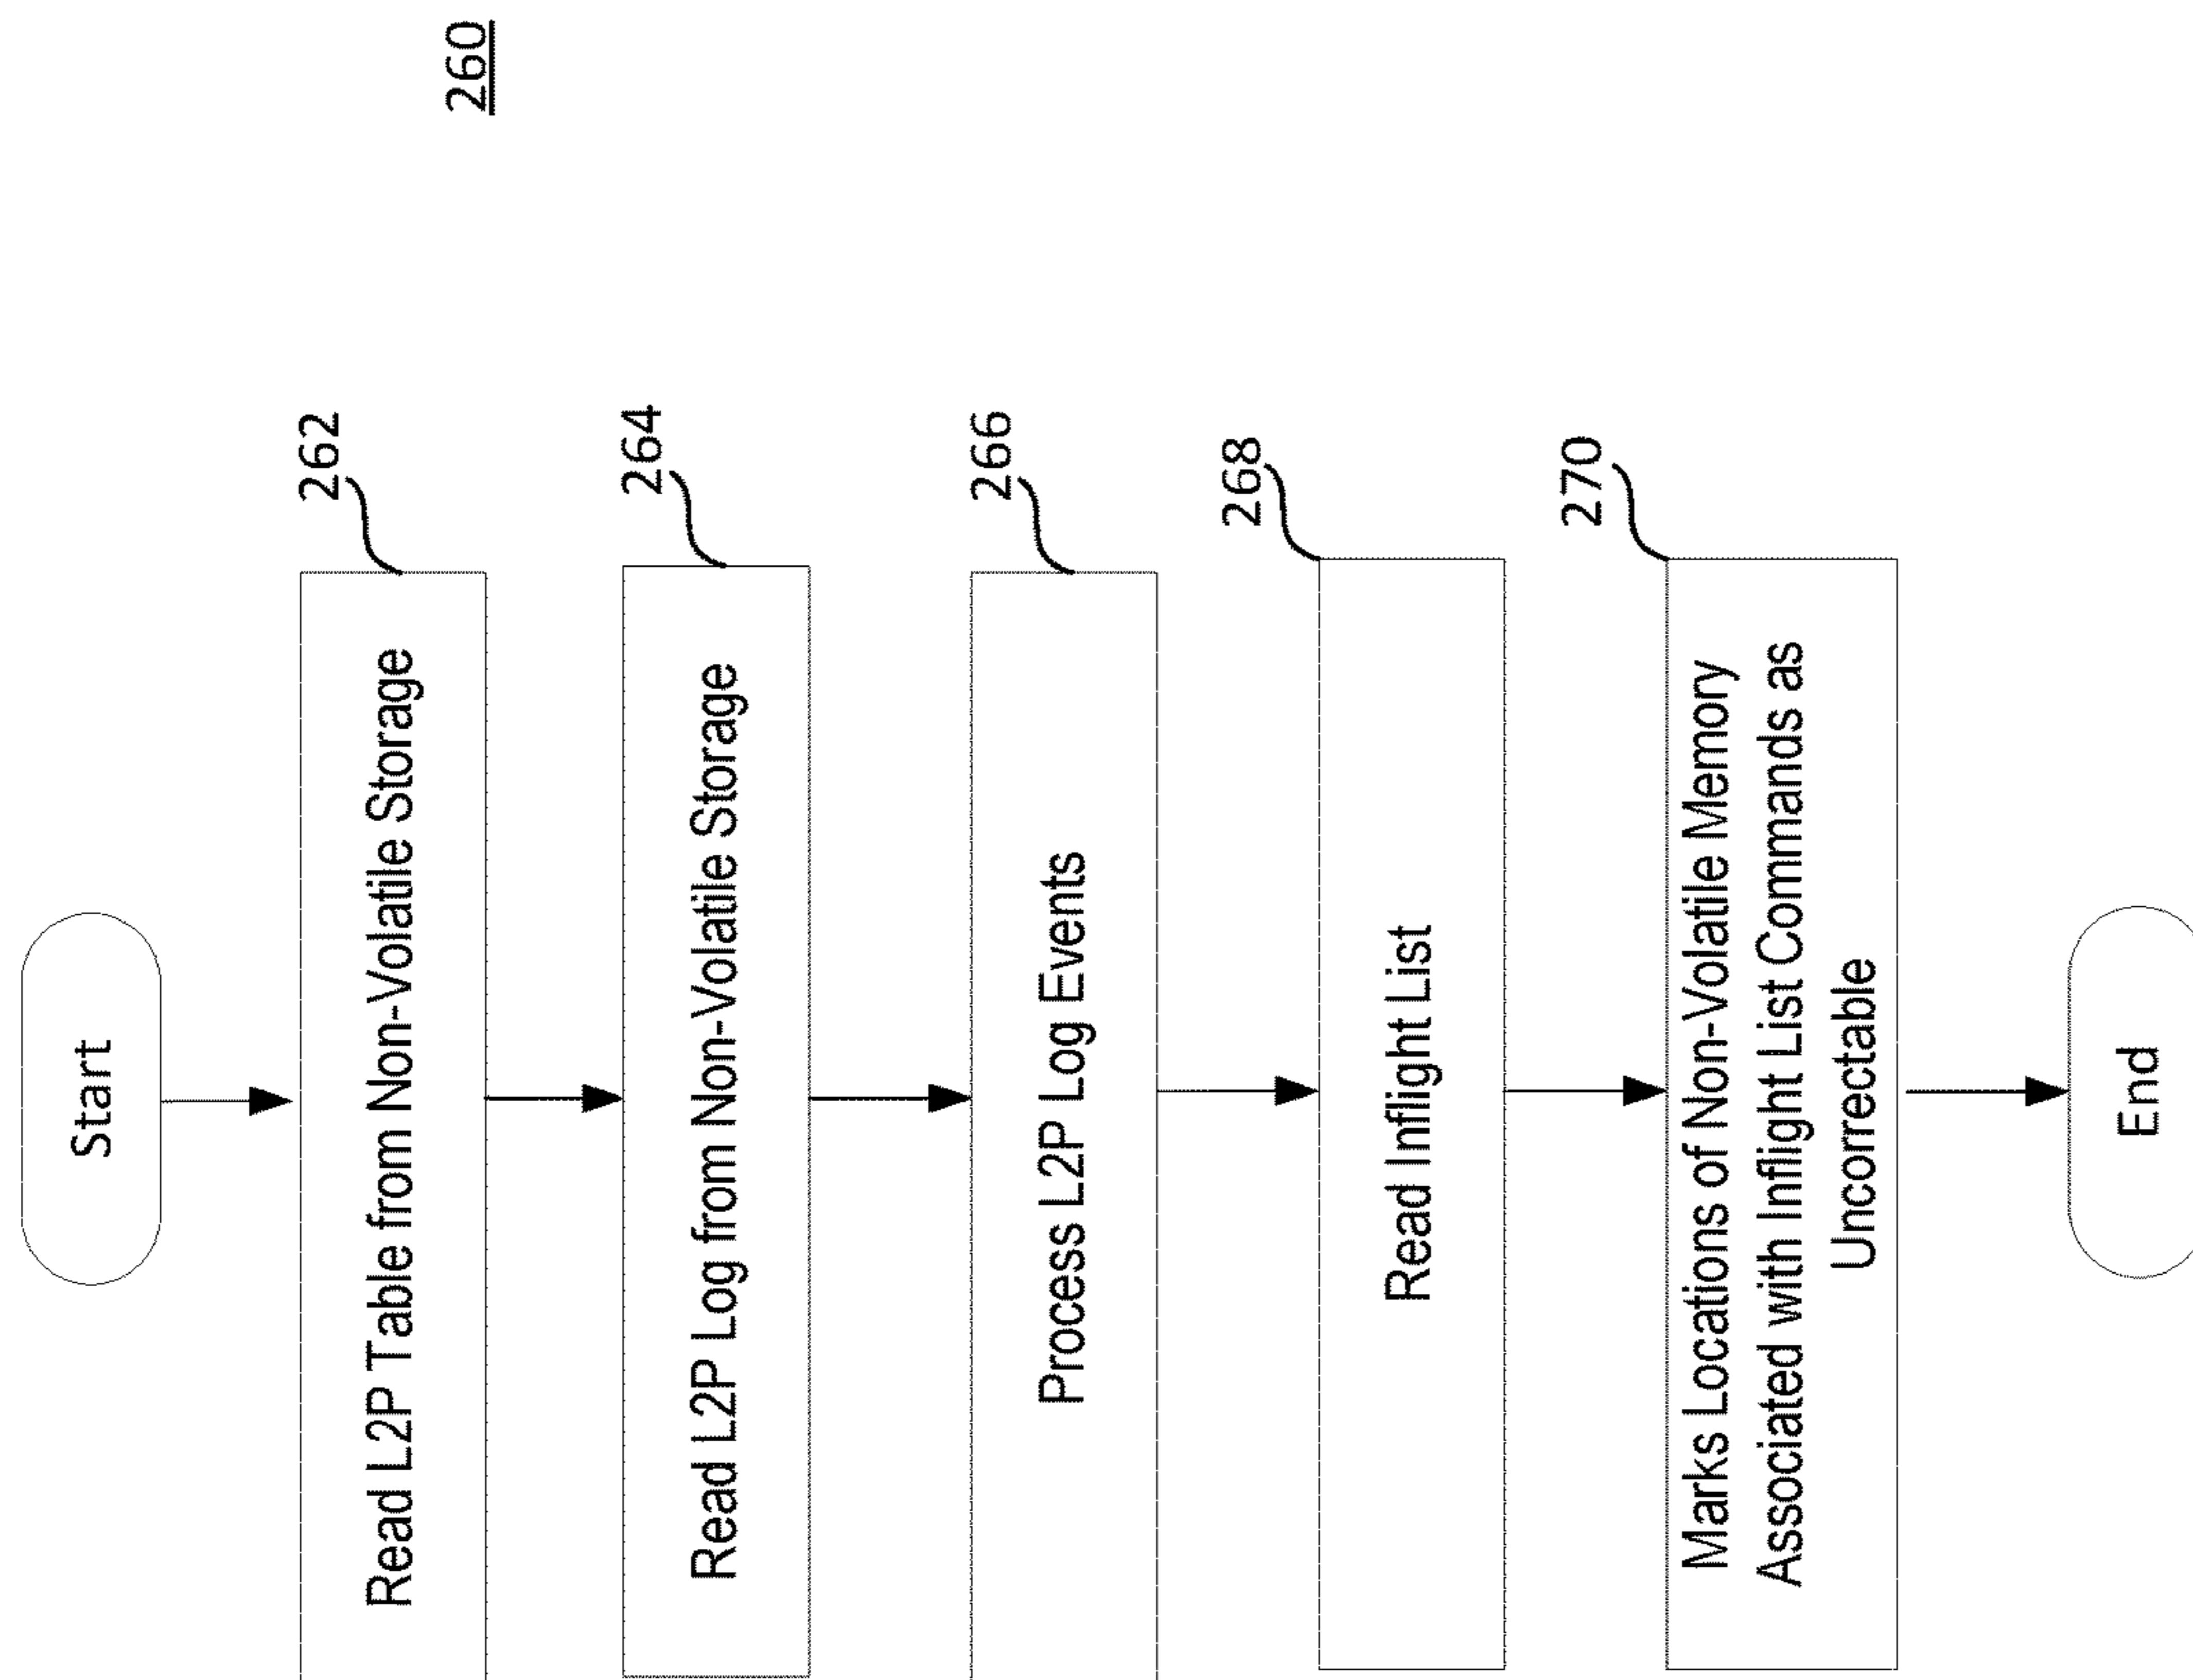 260
Start
262
Read L2P Table from Non-Volatile Storage
264
Read L2P Log from Non-Volatile Storage
266
Process L2P Log Events
268
Read Inflight List
270
Marks Locations of Non-Volatile Memory
Associated with Inflight List Commands as
Uncorrectable
End